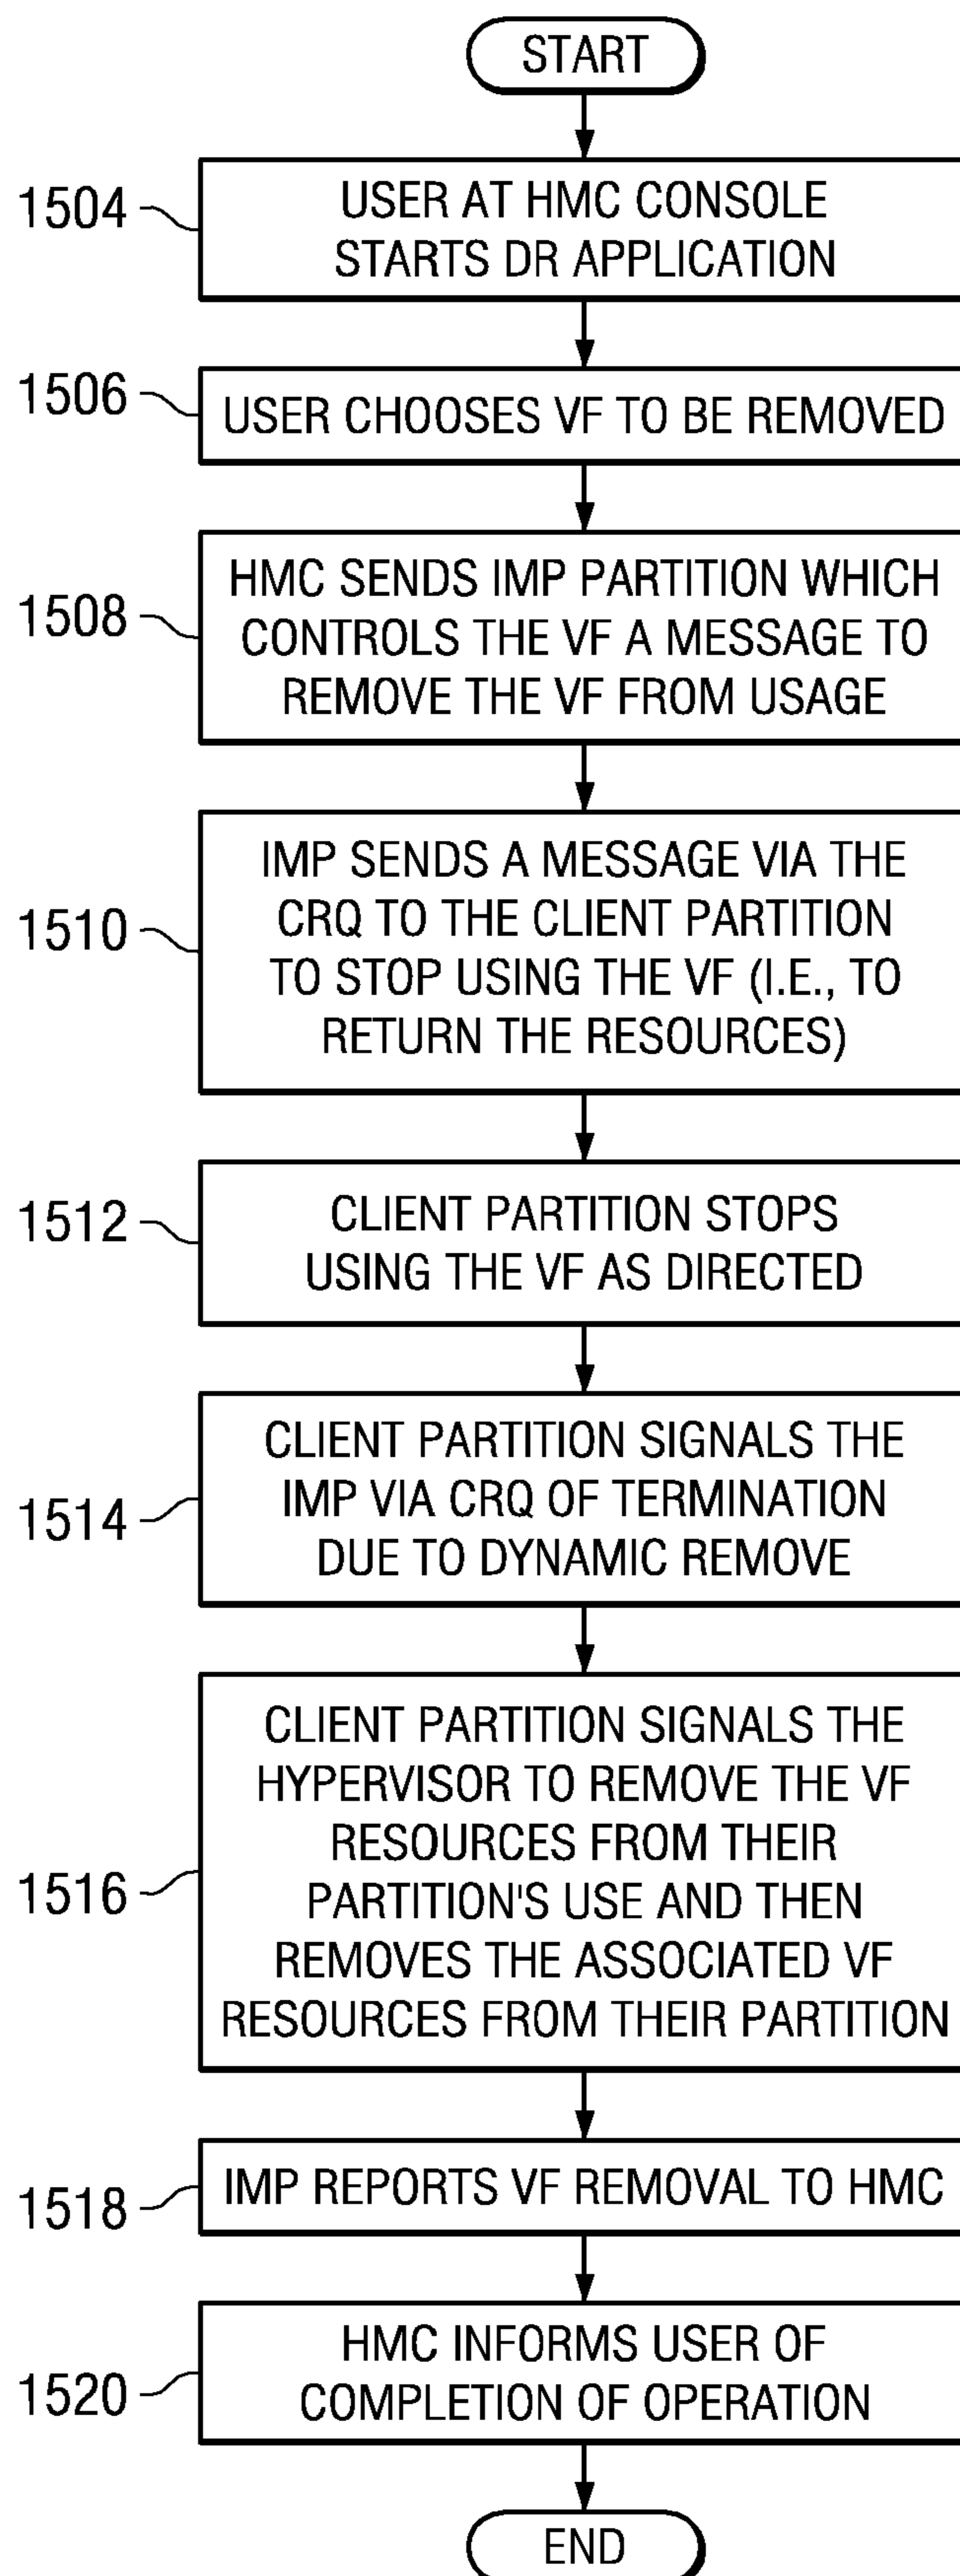 START
1504
USER AT HMC CONSOLE
STARTS DR APPLICATION
1506
USER CHOOSES VF TO BE REMOVED
1508
HMC SENDS IMP PARTITION WHICH
CONTROLS THE VF A MESSAGE TO
REMOVE THE VF FROM USAGE
1510
IMP SENDS A MESSAGE VIA THE
CRQ TO THE CLIENT PARTITION
TO STOP USING THE VF (I.E., TO
RETURN THE RESOURCES)
1512
CLIENT PARTITION STOPS
USING THE VF AS DIRECTED
1514
CLIENT PARTITION SIGNALS THE
IMP VIA CRQ OF TERMINATION
DUE TO DYNAMIC REMOVE
1516
CLIENT PARTITION SIGNALS THE
HYPERVISOR TO REMOVE THE VF
RESOURCES FROM THEIR
PARTITION'S USE AND THEN
REMOVES THE ASSOCIATED VF
RESOURCES FROM THEIR PARTITION
1518
IMP REPORTS VF REMOVAL TO HMC
1520
HMC INFORMS USER OF
COMPLETION OF OPERATION
END